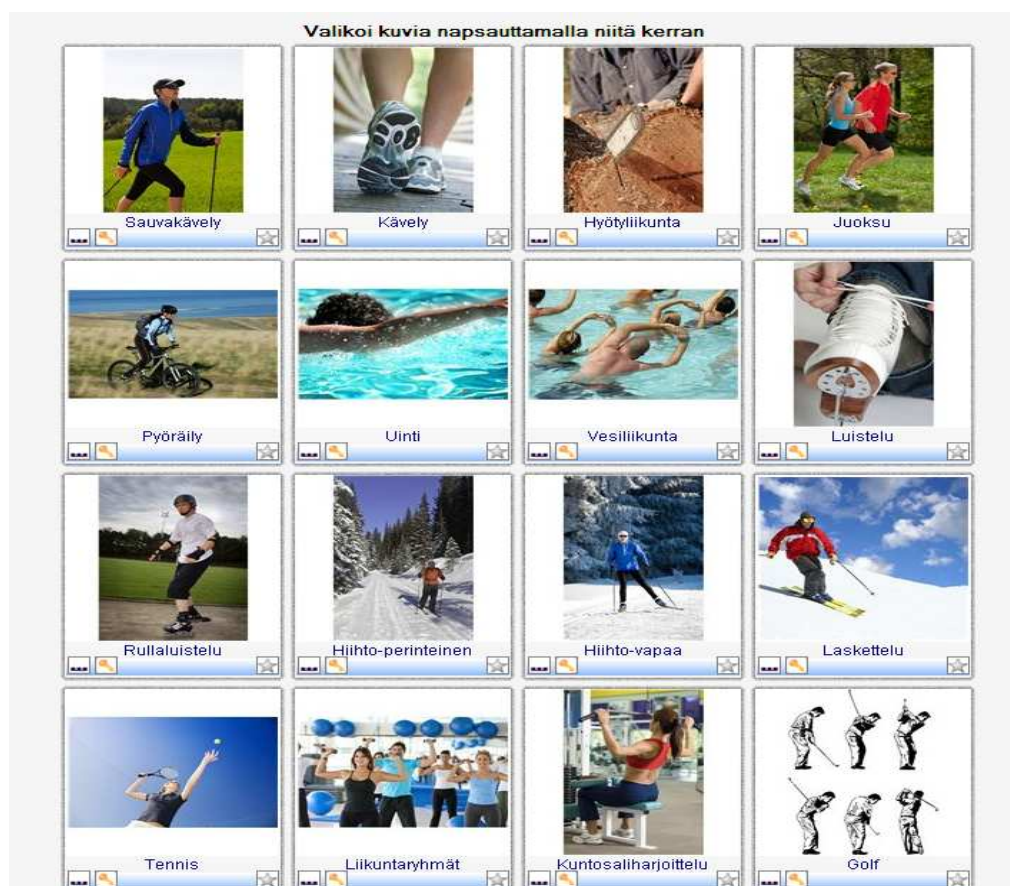 Valikoi kuvia napsauttamalla niitä kerran
Sauvakävely
Kävely
Hyötyliikunta
Juoksu
Pyöräily
Uinti
Vesiliikunta
Luistelu
Rullaluistelu
Hiihto-perinteinen
Hiihto-vapaa
Laskettelu
Tennis
Liikuntaryhmät
Kuntosaliharjoittelu
Golf